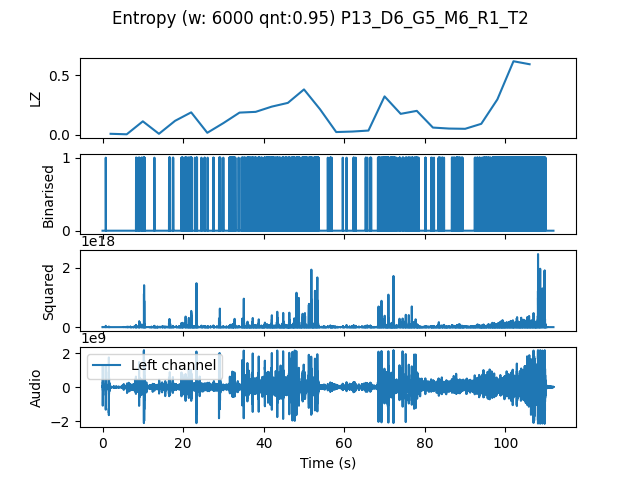 Entropy (w: 6000 qnt:0.95) P13_D6_G5_M6_R1_T2
0.5
LZ
0.0
1
Binarised
0
1e18
2
Squared
0
1e9
2
Left channel
Audio
0
−2
0 20 40 60 80 100
Time (s)